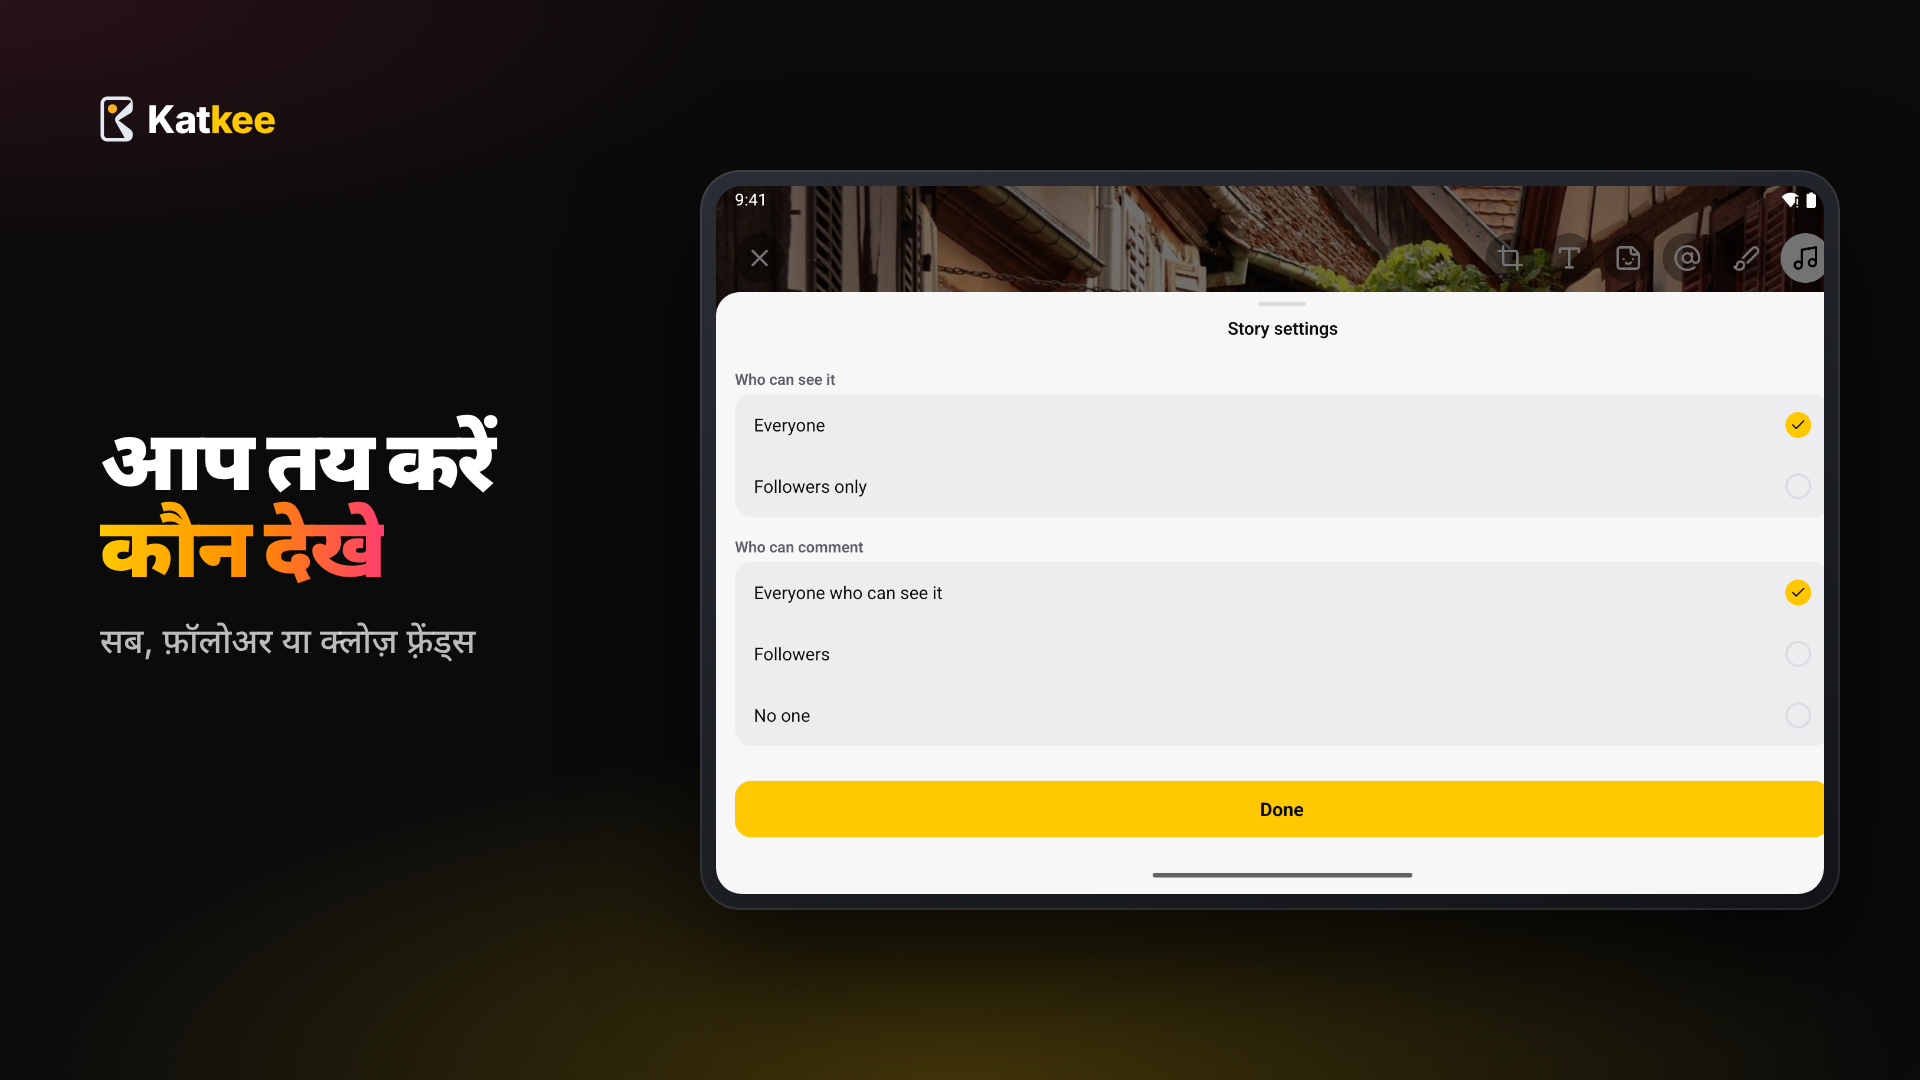 Katkee
आप तय करें
कौन देखे
सब, फ़ॉलोअर या क्लोज़ फ़्रेंड्स
9:41
Story settings
Who can see it
Everyone
Followers only
Who can comment
Everyone who can see it
Followers
No one
Done